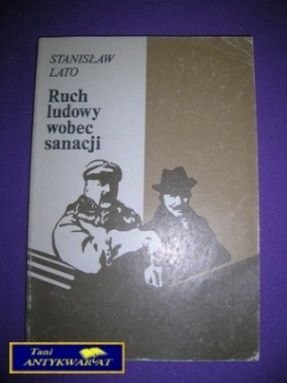 STANISŁAW
LATO
Ruch
ludowy
wobec
sanacji
Tani
ANTYKWARIAT